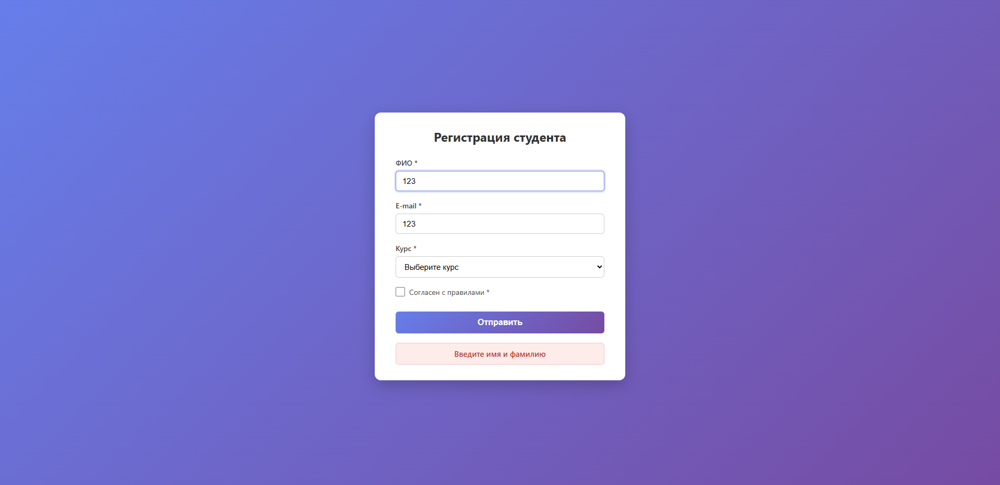 Регистрация студента
ФИО *
123
E-mail *
123
Курс *
Выберите курс
Согласен с правилами *
Отправить
Введите имя и фамилию